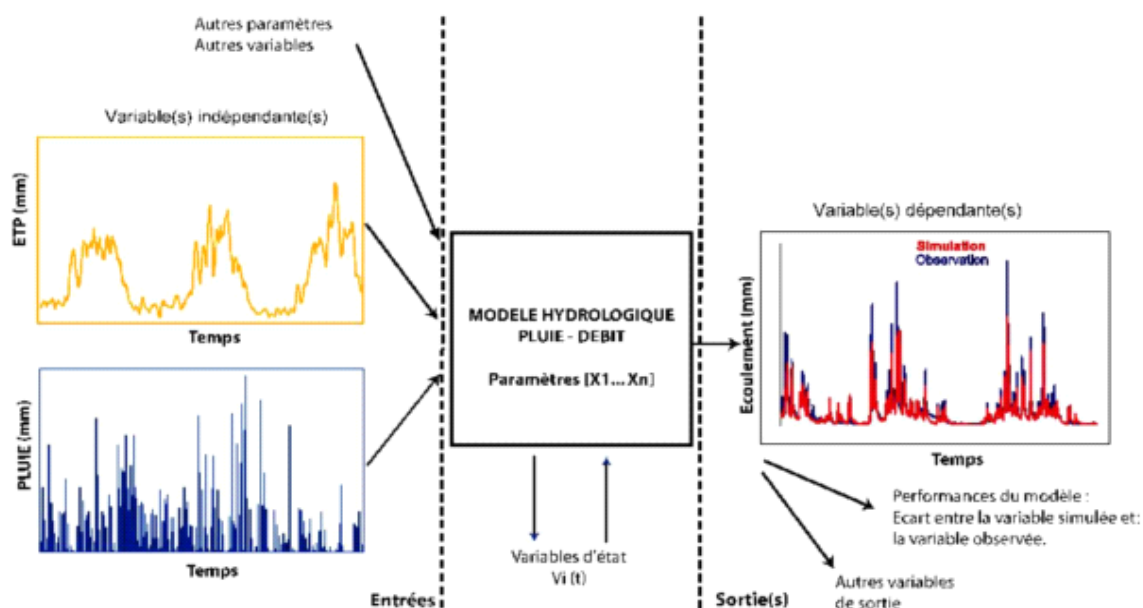 Autres paramètres
Autres variables
Variable(s) indépendante(s)
ETP (mm)
Temps
PLUIE (mm)
Temps
Entrées
MODELE HYDROLOGIQUE
PLUIE - DEBIT
Paramètres [X1... Xn]
Variables d'état
Vi (t)
Variable(s) dépendante(s)
Simulation
Observation
Ecoulement (mm)
Temps
Performances du modèle :
Ecart entre la variable simulée et:
la variable observée.
Autres variables
de sortie
Sortie(s)